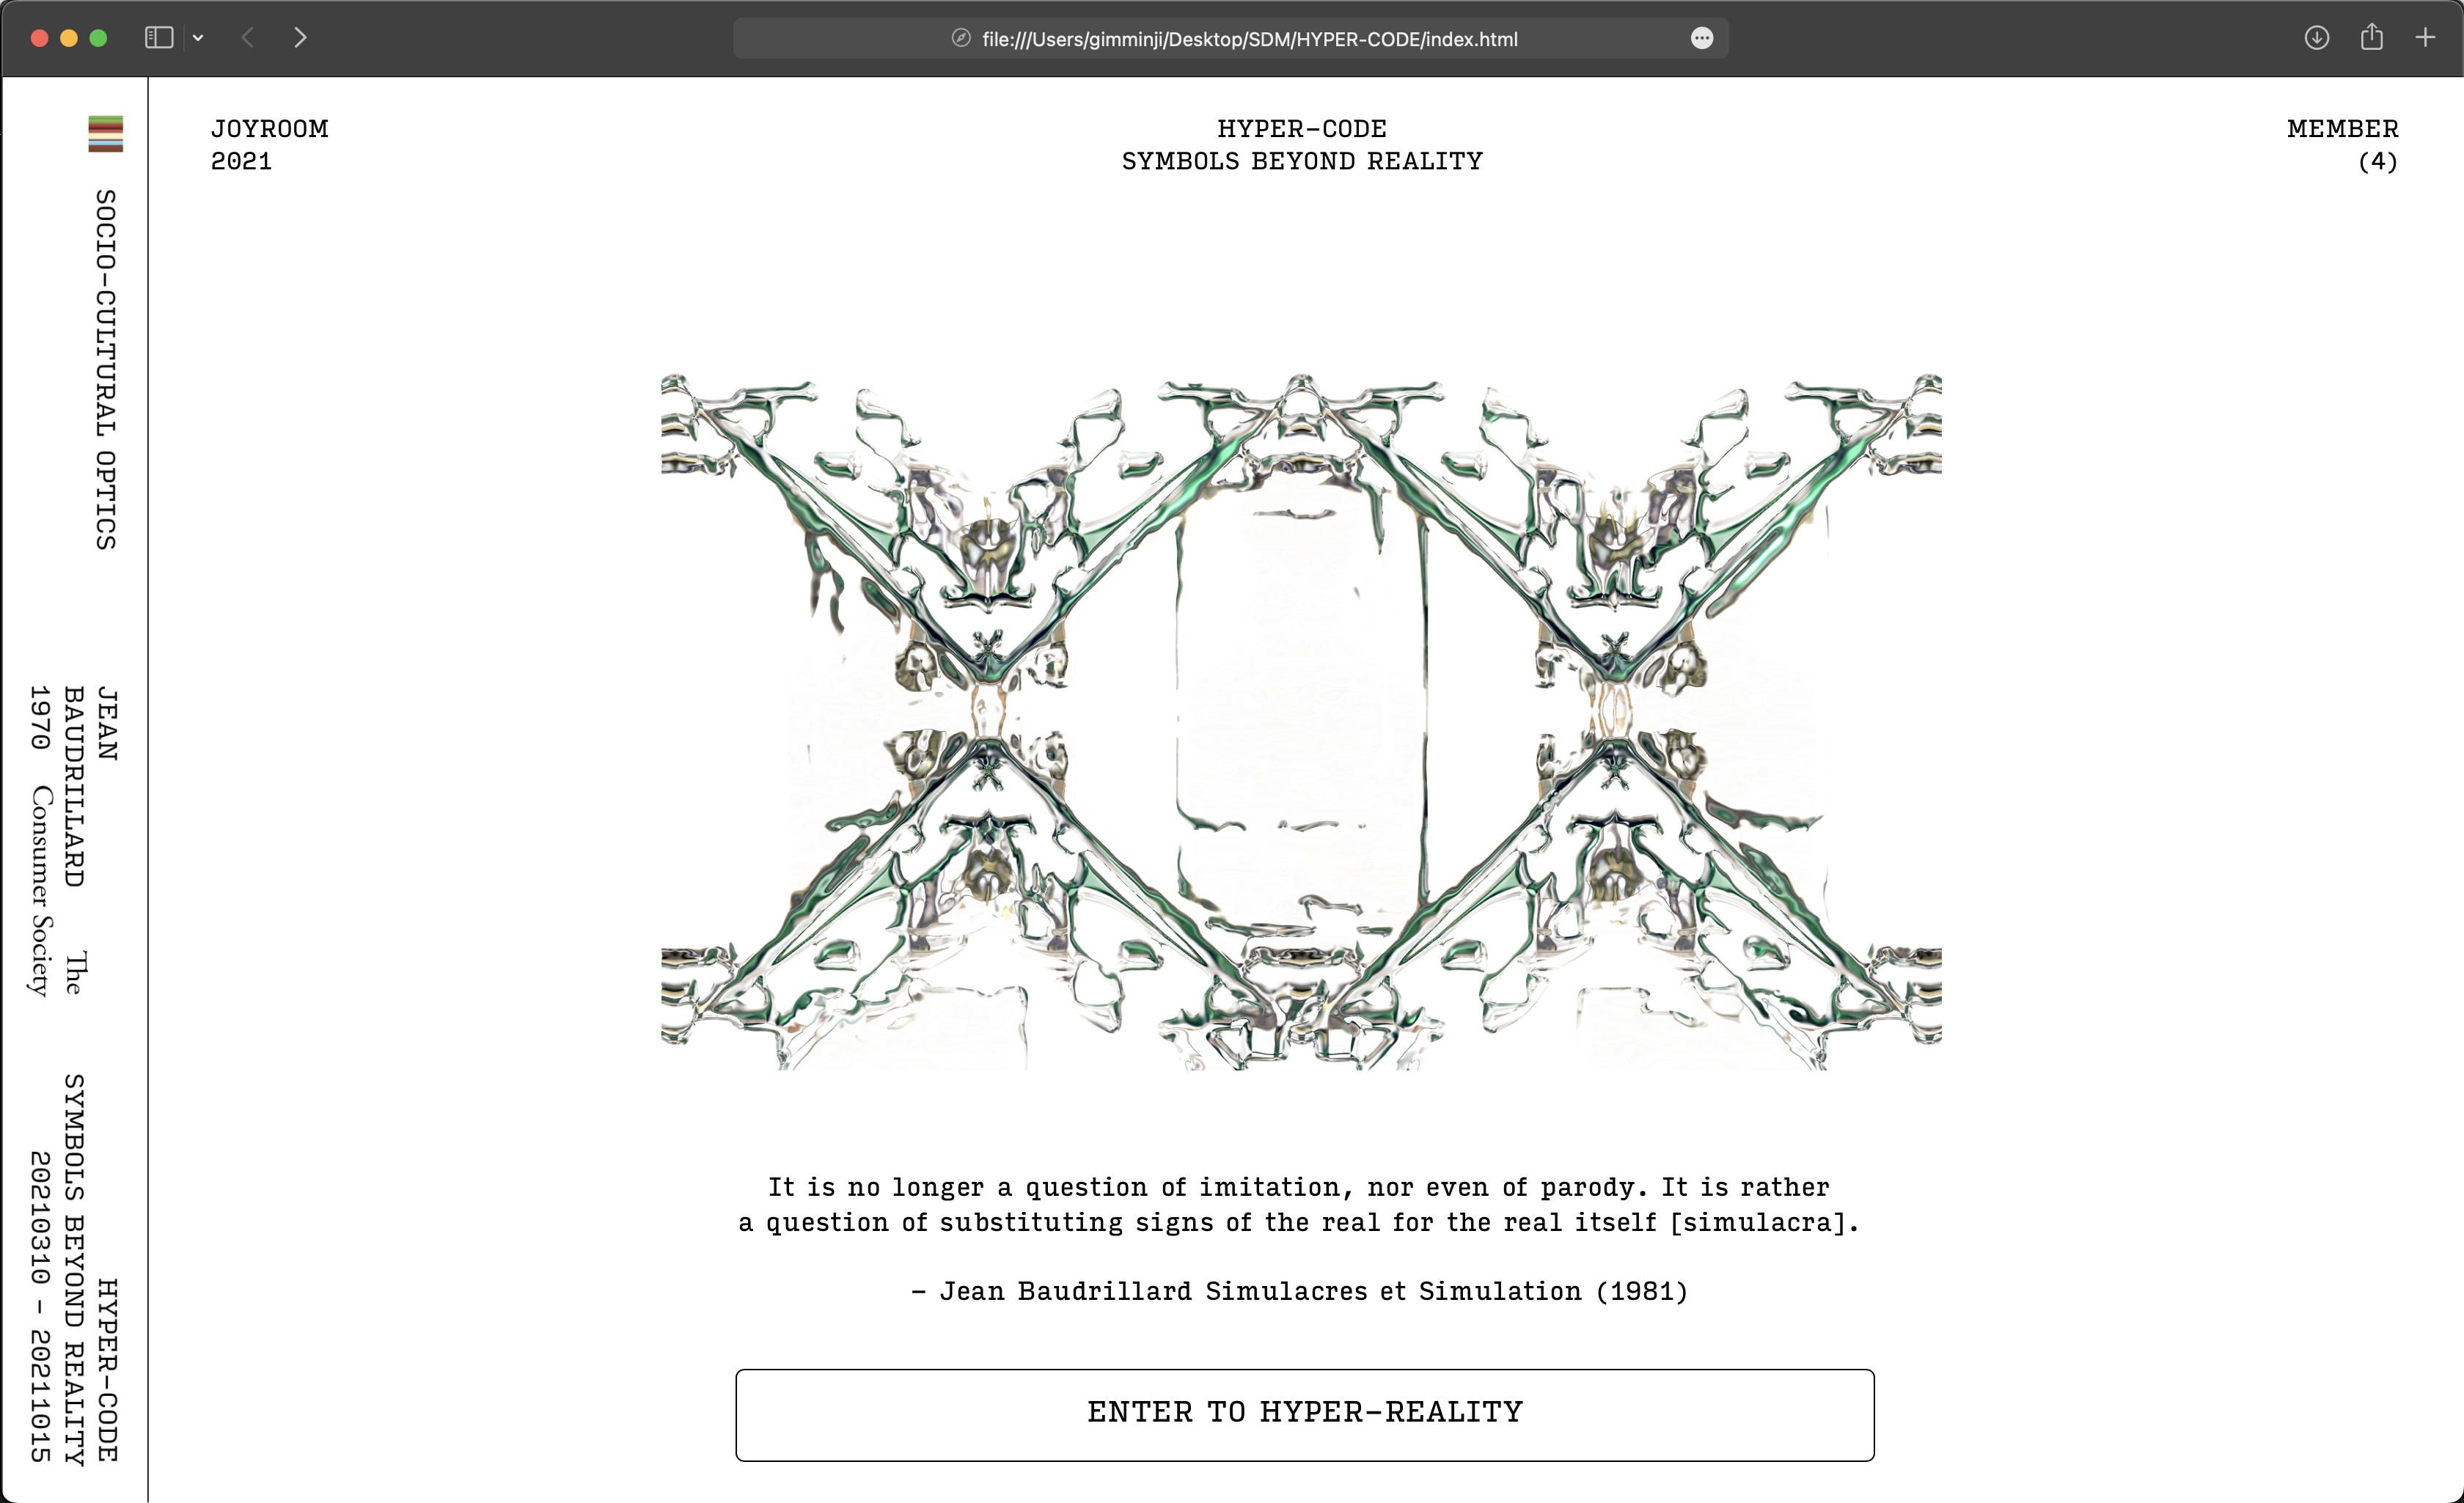 file:///Users/gimminji/Desktop/SDM/HYPER-CODE/index.html
SOCIO-CULTURAL OPTICS
JEAN
BAUDRILLARD The
1970 Consumer Society
HYPER-CODE
SYMBOLS BEYOND REALITY
20210310 - 20211015
JOYROOM
2021
HYPER-CODE
SYMBOLS BEYOND REALITY
MEMBER
(4)
It is no longer a question of imitation, nor even of parody. It is rather
a question of substituting signs of the real for the real itself [simulacra].
- Jean Baudrillard Simulacres et Simulation (1981)
ENTER TO HYPER-REALITY